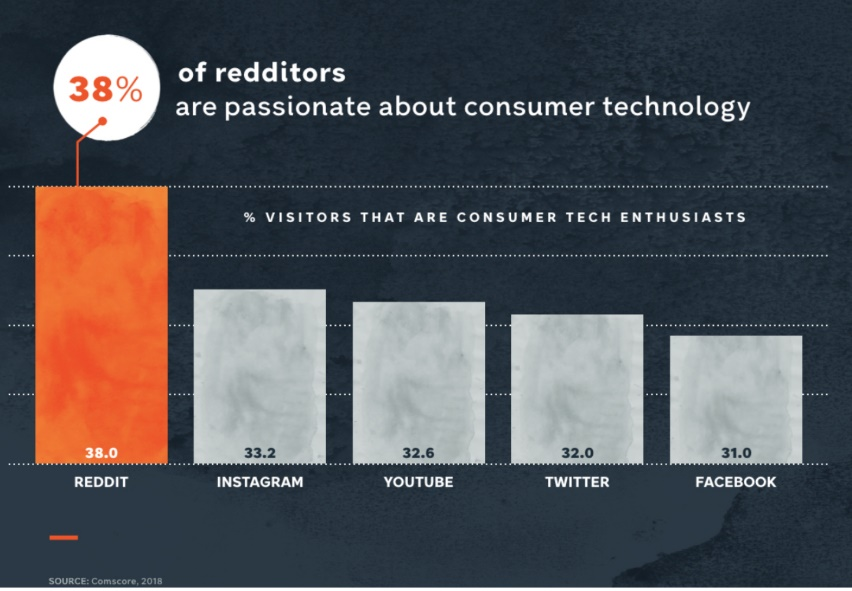 38%
of redditors
are passionate about consumer technology
% VISITORS THAT ARE CONSUMER TECH ENTHUSIASTS
38.0
33.2
32.6
32.0
31.0
REDDIT
INSTAGRAM
YOUTUBE
TWITTER
FACEBOOK
SOURCE: Comscore, 2018